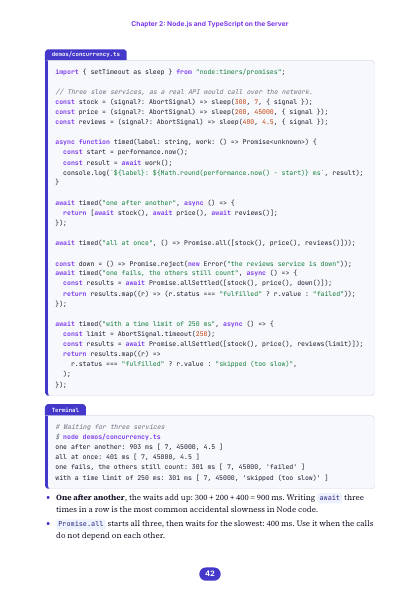 Chapter 2: Node.js and TypeScript on the Server
demos/concurrency.ts
import { setTimeout as sleep } from "node:timers/promises";
// Three slow services, as a real API would call over the network.
const stock = (signal?: AbortSignal) => sleep(300, 7, { signal });
const price = (signal?: AbortSignal) => sleep(200, 45000, { signal });
const reviews = (signal?: AbortSignal) => sleep(400, 4.5, { signal });
async function timed(label: string, work: () => Promise<unknown>) {
  const start = performance.now();
  const result = await work();
  console.log(`${label}: ${Math.round(performance.now() - start)} ms`, result);
}
await timed("one after another", async () => {
  return [await stock(), await price(), await reviews()];
});
await timed("all at once", () => Promise.all([stock(), price(), reviews()]));
const down = () => Promise.reject(new Error("the reviews service is down"));
await timed("one fails, the others still count", async () => {
  const results = await Promise.allSettled([stock(), price(), down()]);
  return results.map((r) => (r.status === "fulfilled" ? r.value : "failed"));
});
await timed("with a time limit of 250 ms", async () => {
  const limit = AbortSignal.timeout(250);
  const results = await Promise.allSettled([stock(), price(), reviews(limit)]);
  return results.map((r) =>
    r.status === "fulfilled" ? r.value : "skipped (too slow)",
  );
});
Terminal
# Waiting for three services
$ node demos/concurrency.ts
one after another: 903 ms [ 7, 45000, 4.5 ]
all at once: 401 ms [ 7, 45000, 4.5 ]
one fails, the others still count: 301 ms [ 7, 45000, 'failed' ]
with a time limit of 250 ms: 301 ms [ 7, 45000, 'skipped (too slow)' ]
• One after another, the waits add up: 300 + 200 + 400 = 900 ms. Writing await three
times in a row is the most common accidental slowness in Node code.
• Promise.all starts all three, then waits for the slowest: 400 ms. Use it when the calls
do not depend on each other.
42